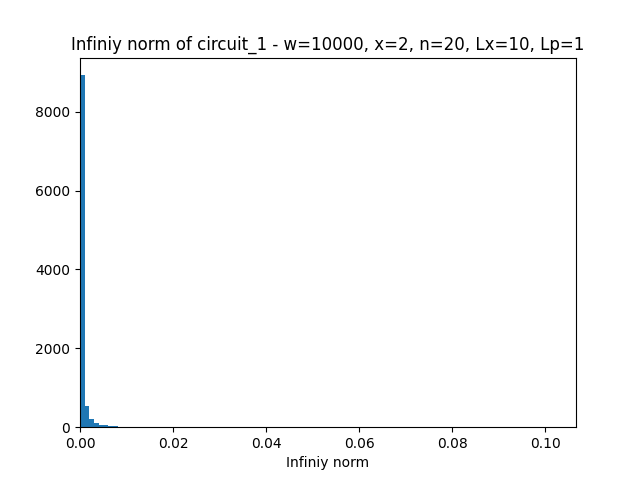 Infiniy norm of circuit_1 - w=10000, x=2, n=20, Lx=10, Lp=1
8000
6000
4000
2000
0
0.00 0.02 0.04 0.06 0.08 0.10
Infiniy norm